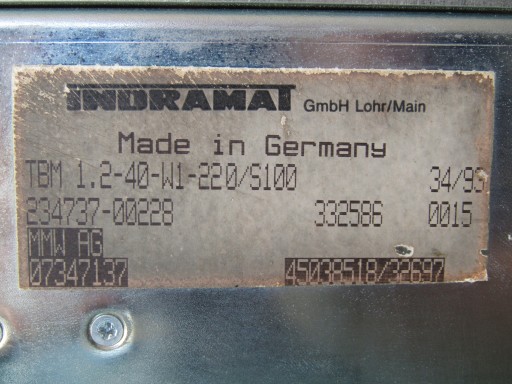 INDRAMAT GmbH Lohr/Main
Made in Germany
TBM 1.2-40-W1-220/S100 34/93
234737-00228 332586 0015
MMW AG
07347137 45038518/32697